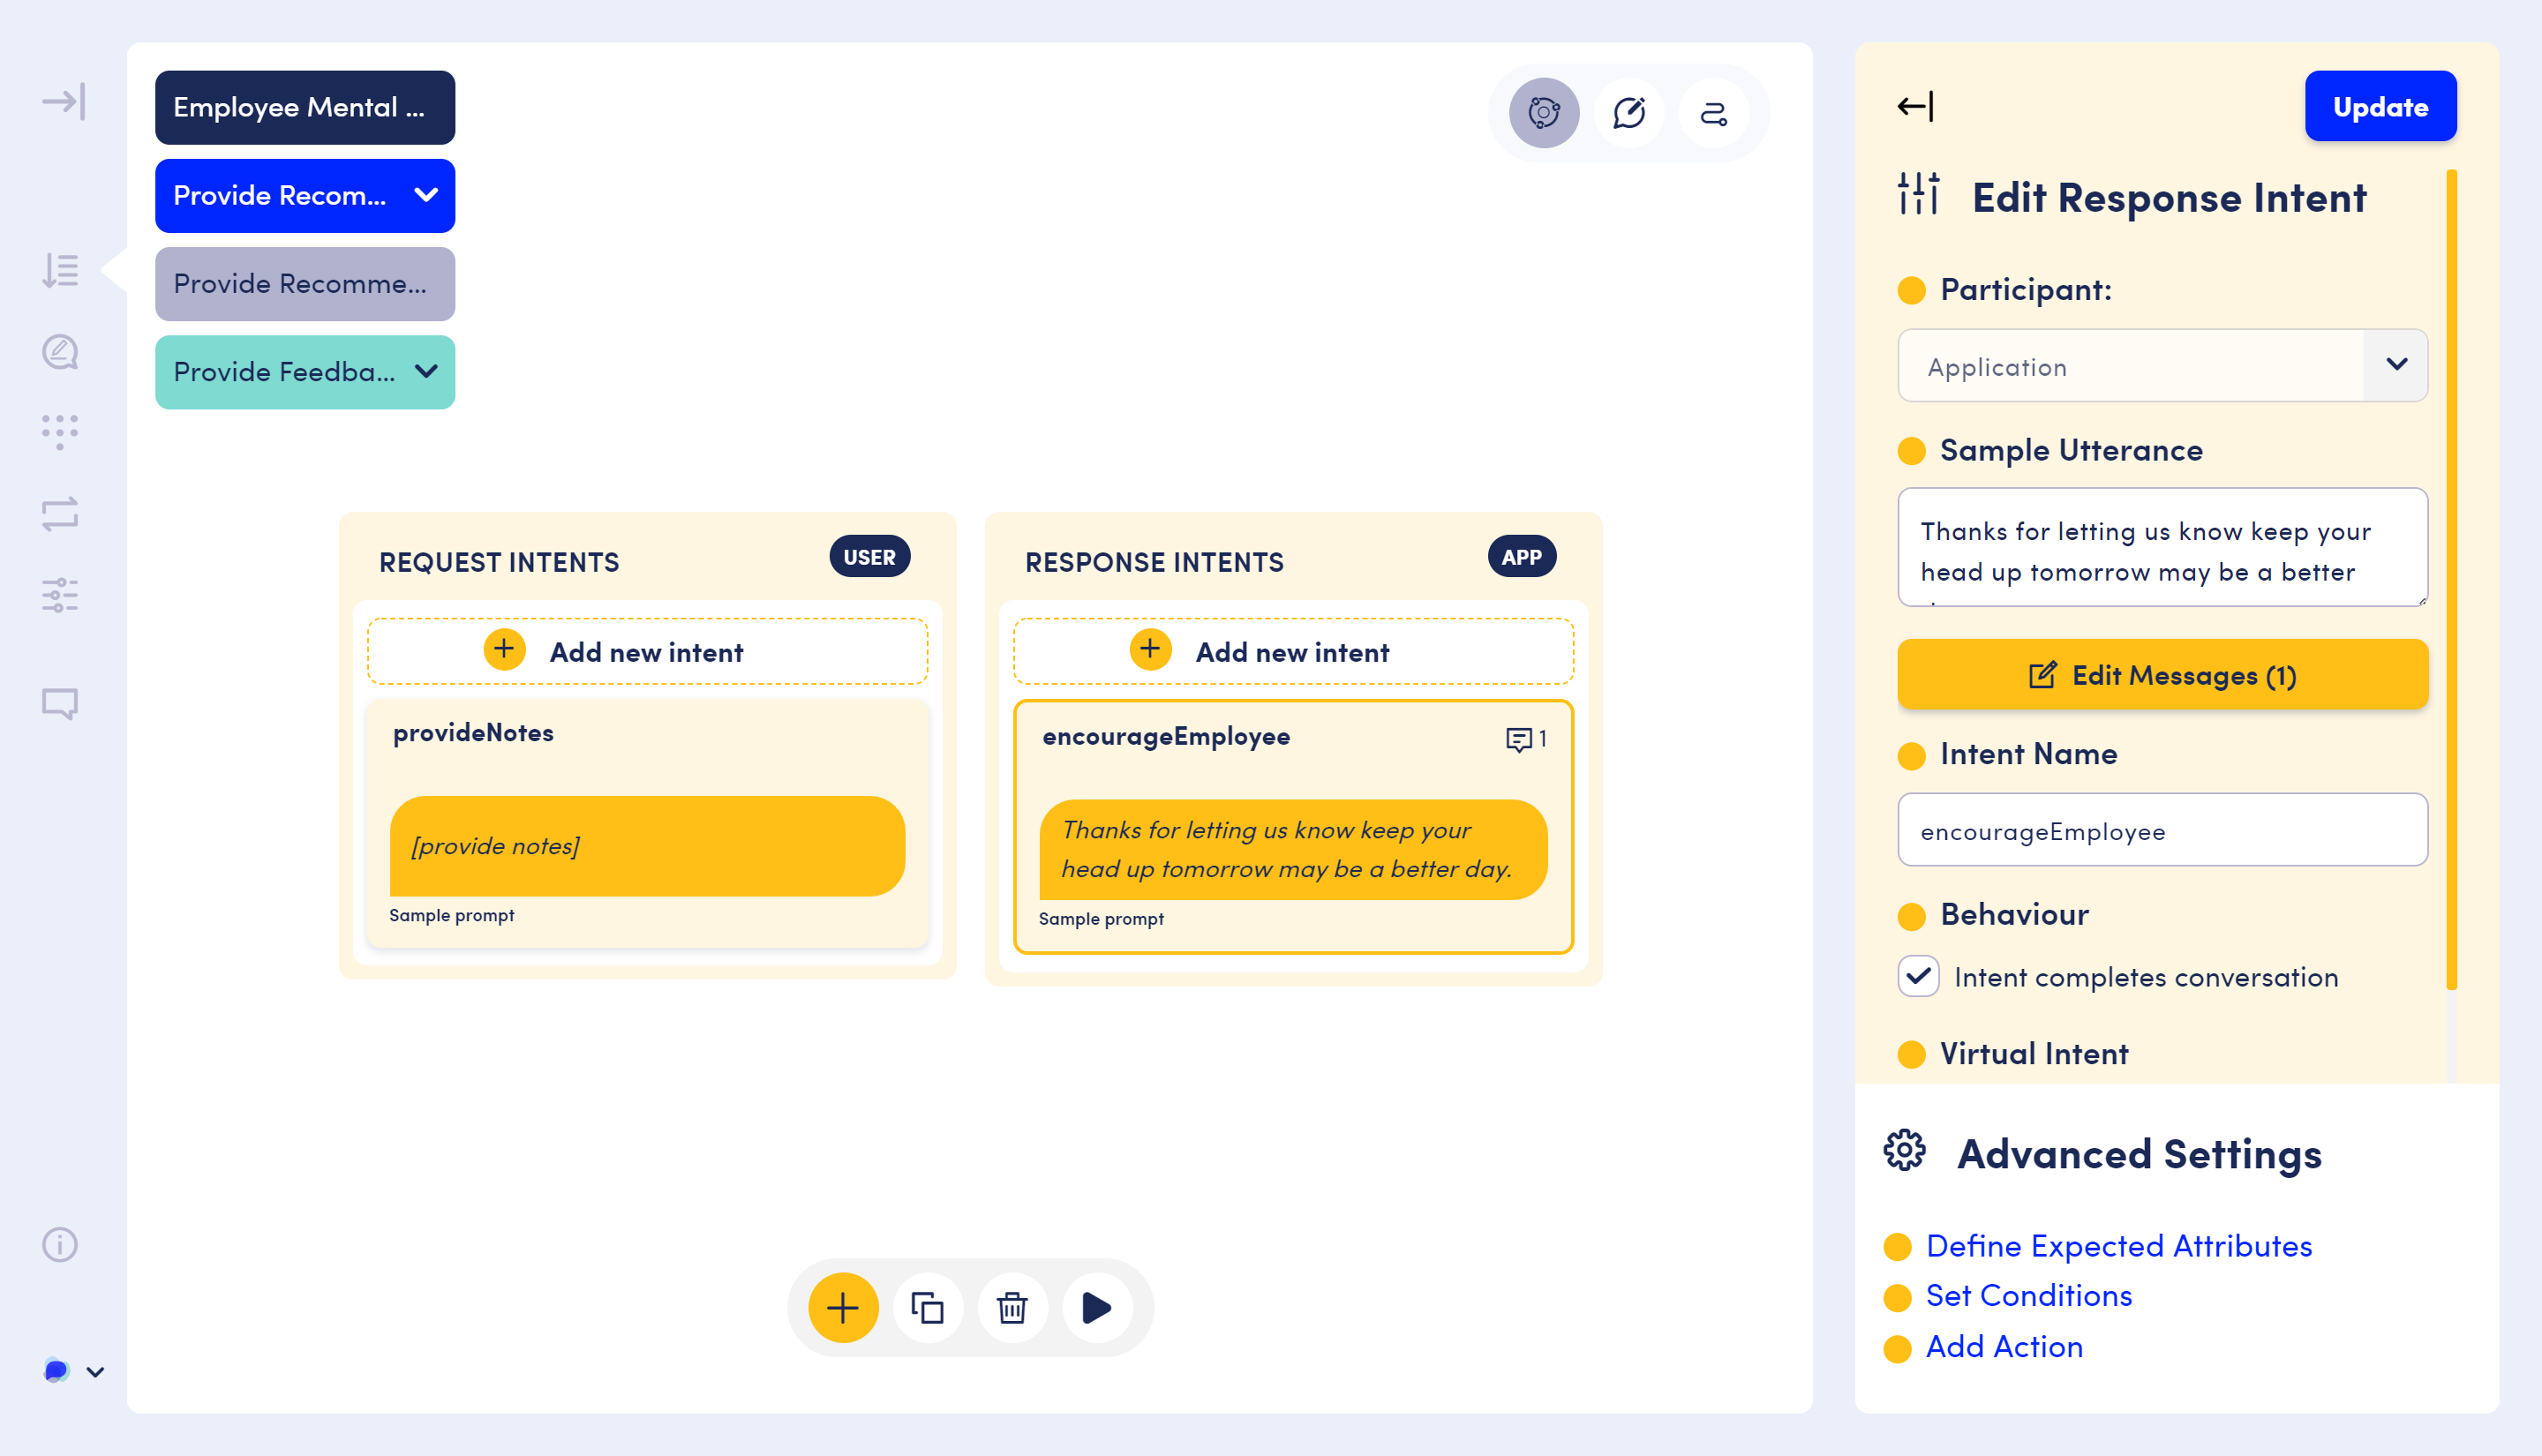 Employee Mental ...
Provide Recom...
Provide Recomme...
Provide Feedba...
REQUEST INTENTS
USER
Add new intent
provideNotes
[provide notes]
Sample prompt
RESPONSE INTENTS
APP
Add new intent
encourageEmployee
1
Thanks for letting us know keep your
head up tomorrow may be a better day.
Sample prompt
Update
Edit Response Intent
Participant:
Application
Sample Utterance
Thanks for letting us know keep your
head up tomorrow may be a better
Edit Messages (1)
Intent Name
encourageEmployee
Behaviour
Intent completes conversation
Virtual Intent
Advanced Settings
Define Expected Attributes
Set Conditions
Add Action